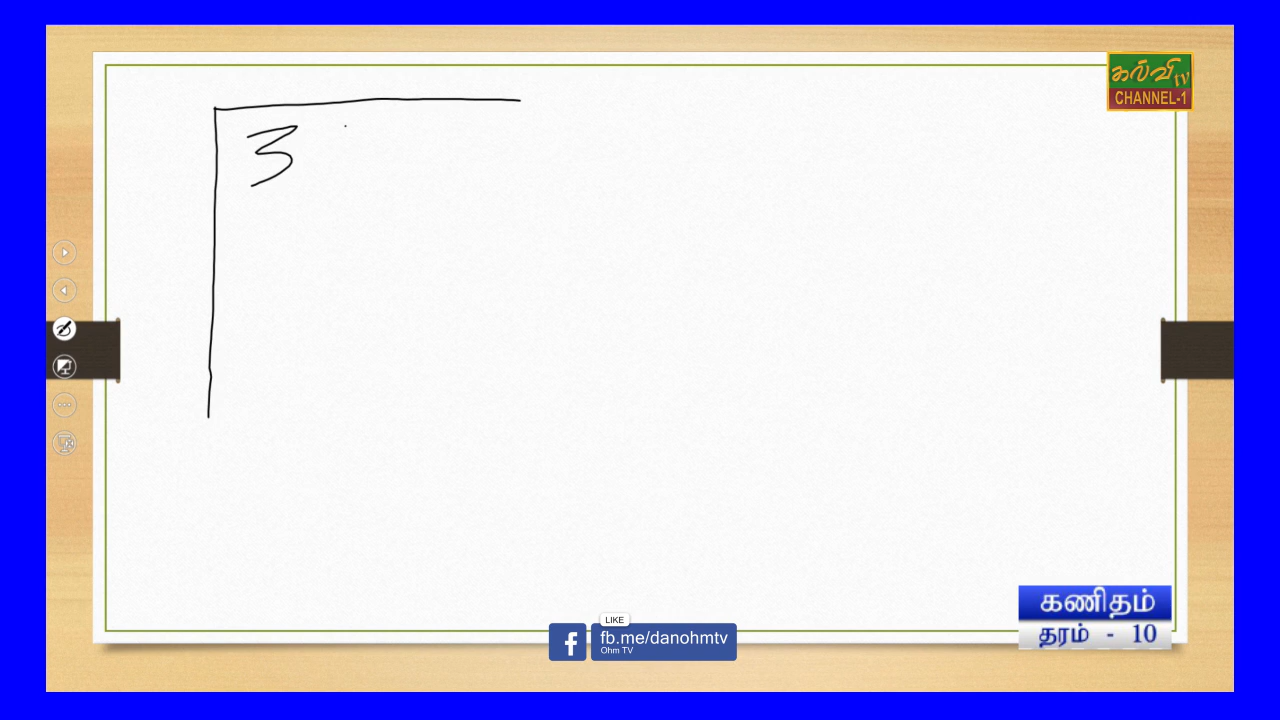 கல்வி tv
CHANNEL-1
3
கணிதம்
தரம் - 10
LIKE
fb.me/danohmtv
Ohm TV